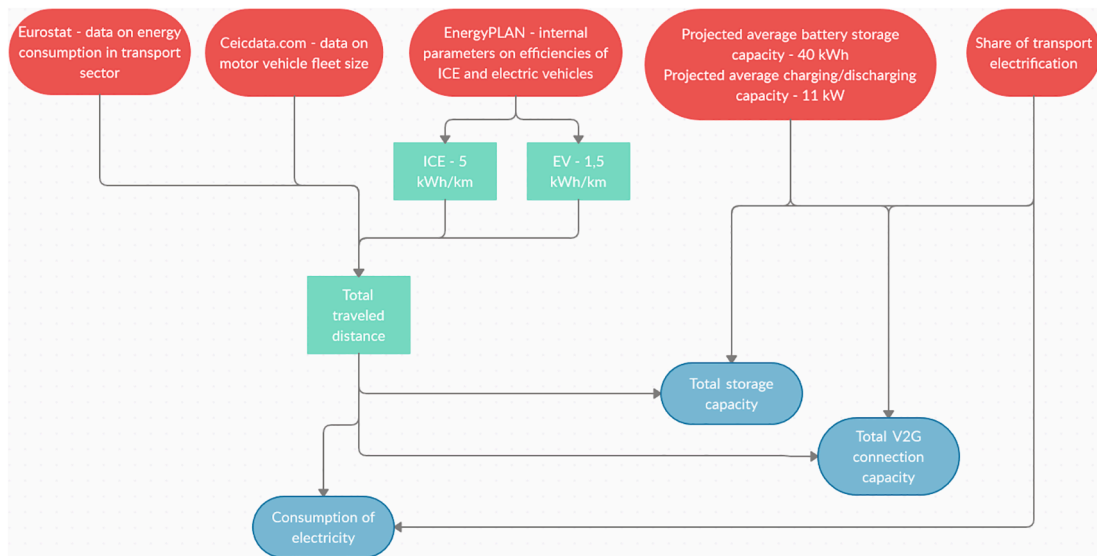 Eurostat - data on energy
consumption in transport
sector
Ceicdata.com - data on
motor vehicle fleet size
EnergyPLAN - internal
parameters on efficiencies of
ICE and electric vehicles
Projected average battery storage
capacity - 40 kWh
Projected average charging/discharging
capacity - 11 kW
Share of transport
electrification
ICE - 5
kWh/km
EV - 1,5
kWh/km
Total
traveled
distance
Total storage
capacity
Total V2G
connection
capacity
Consumption of
electricity